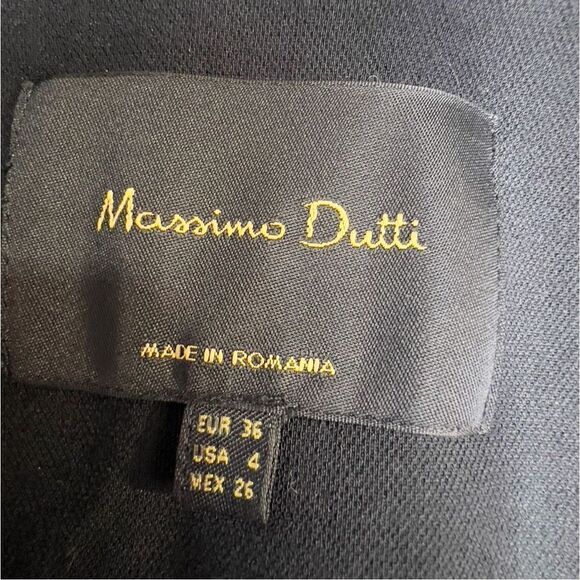 Massimo Dutti
MADE IN ROMANIA
EUR 36
USA 4
MEX 26